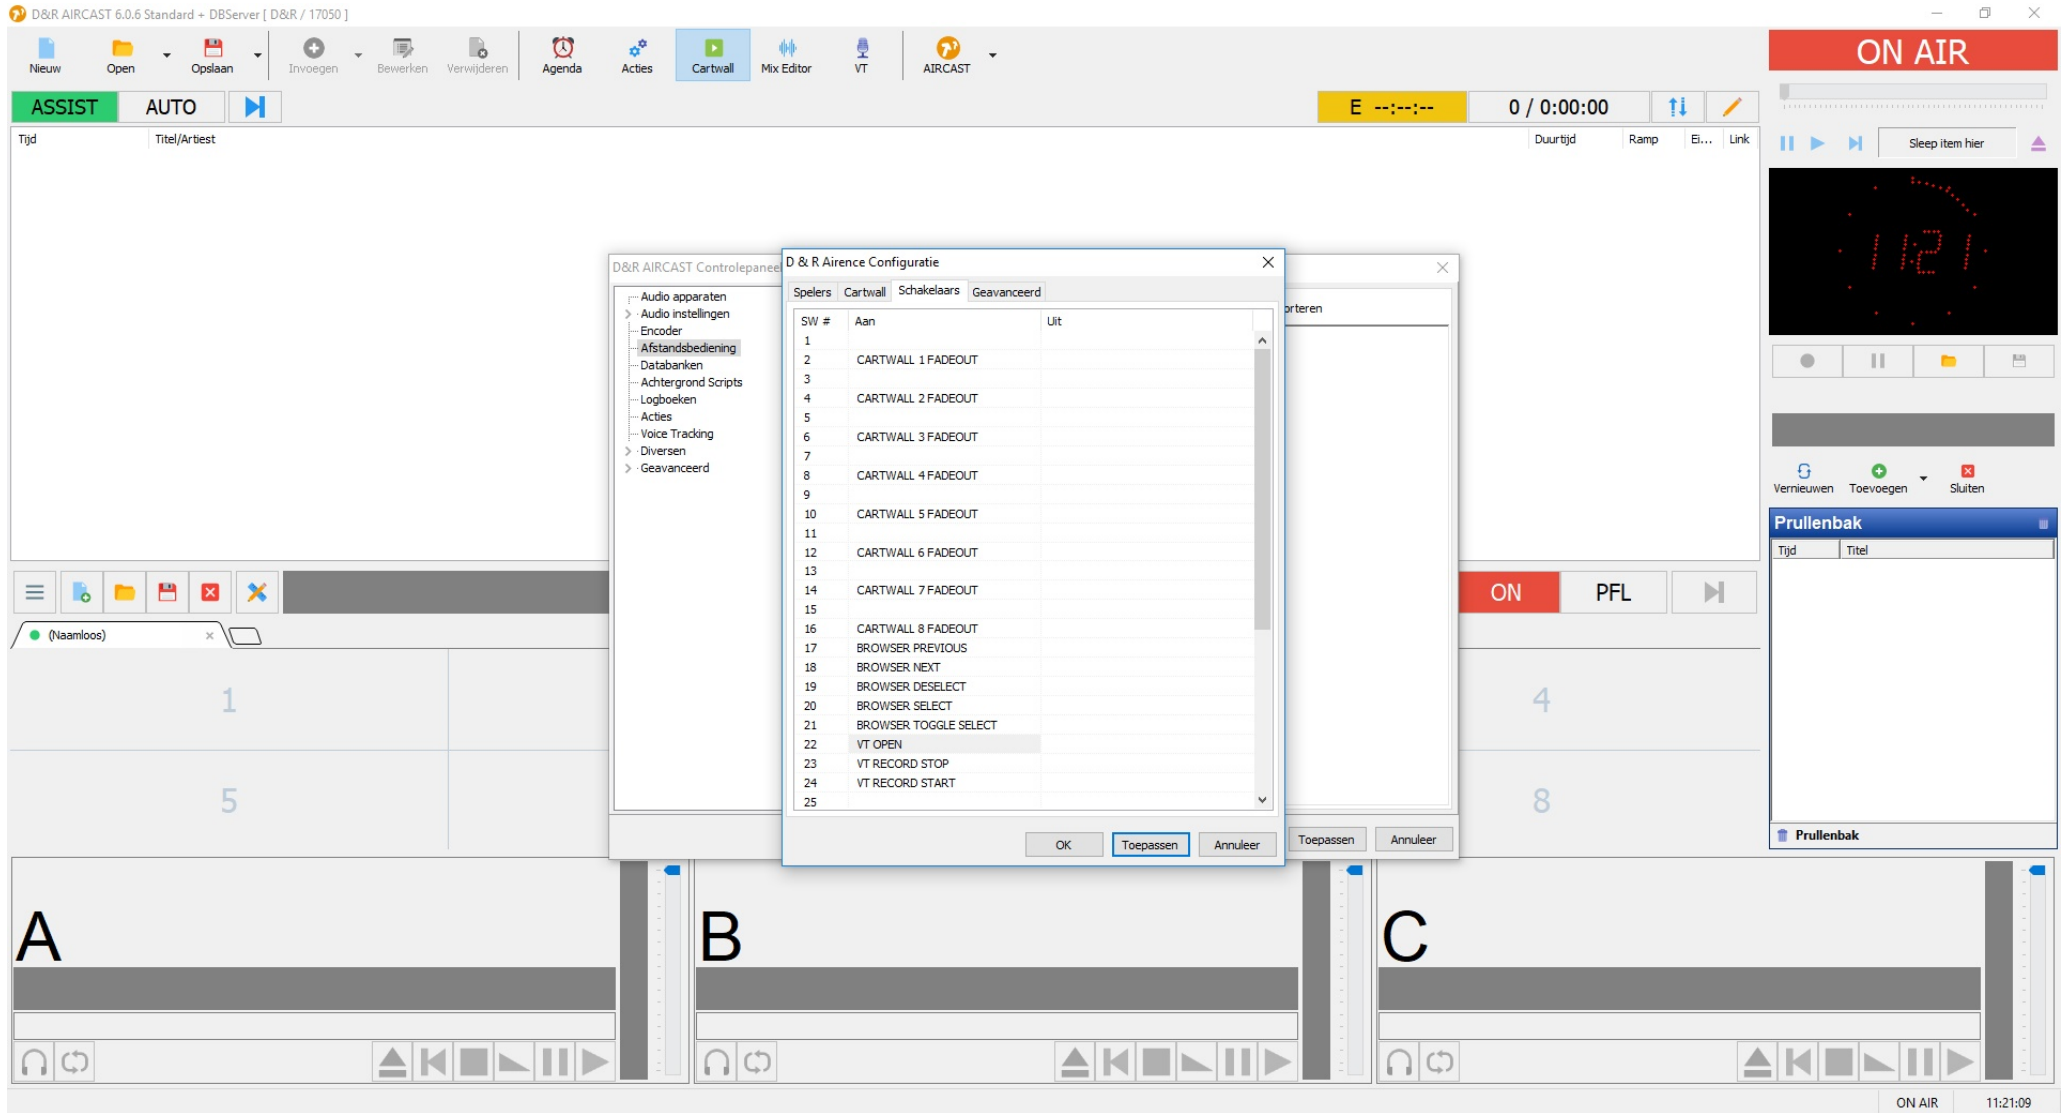 D&R AIRCAST 6.0.6 Standard + DBServer [ D&R / 17050 ]
Nieuw Open Opslaan Invoegen Bewerken Verwijderen Agenda Acties Cartwall Mix Editor VT AIRCAST
ON AIR
ASSIST AUTO E --:--:-- 0 / 0:00:00
Tijd Titel/Artiest Duurtijd Ramp Ei... Link
Sleep item hier
11:21
D&R AIRCAST Controlepaneel
Audio apparaten
Audio instellingen
Encoder
Afstandsbediening
Databanken
Achtergrond Scripts
Logboeken
Acties
Voice Tracking
Diversen
Geavanceerd
orteren
Toepassen Annuleer
D & R Airence Configuratie
Spelers Cartwall Schakelaars Geavanceerd
SW # Aan Uit
1
2 CARTWALL 1 FADEOUT
3
4 CARTWALL 2 FADEOUT
5
6 CARTWALL 3 FADEOUT
7
8 CARTWALL 4 FADEOUT
9
10 CARTWALL 5 FADEOUT
11
12 CARTWALL 6 FADEOUT
13
14 CARTWALL 7 FADEOUT
15
16 CARTWALL 8 FADEOUT
17 BROWSER PREVIOUS
18 BROWSER NEXT
19 BROWSER DESELECT
20 BROWSER SELECT
21 BROWSER TOGGLE SELECT
22 VT OPEN
23 VT RECORD STOP
24 VT RECORD START
25
OK Toepassen Annuleer
Vernieuwen Toevoegen Sluiten
Prullenbak
Tijd Titel
Prullenbak
ON PFL
(Naamloos)
1 4
5 8
A B C
ON AIR 11:21:09